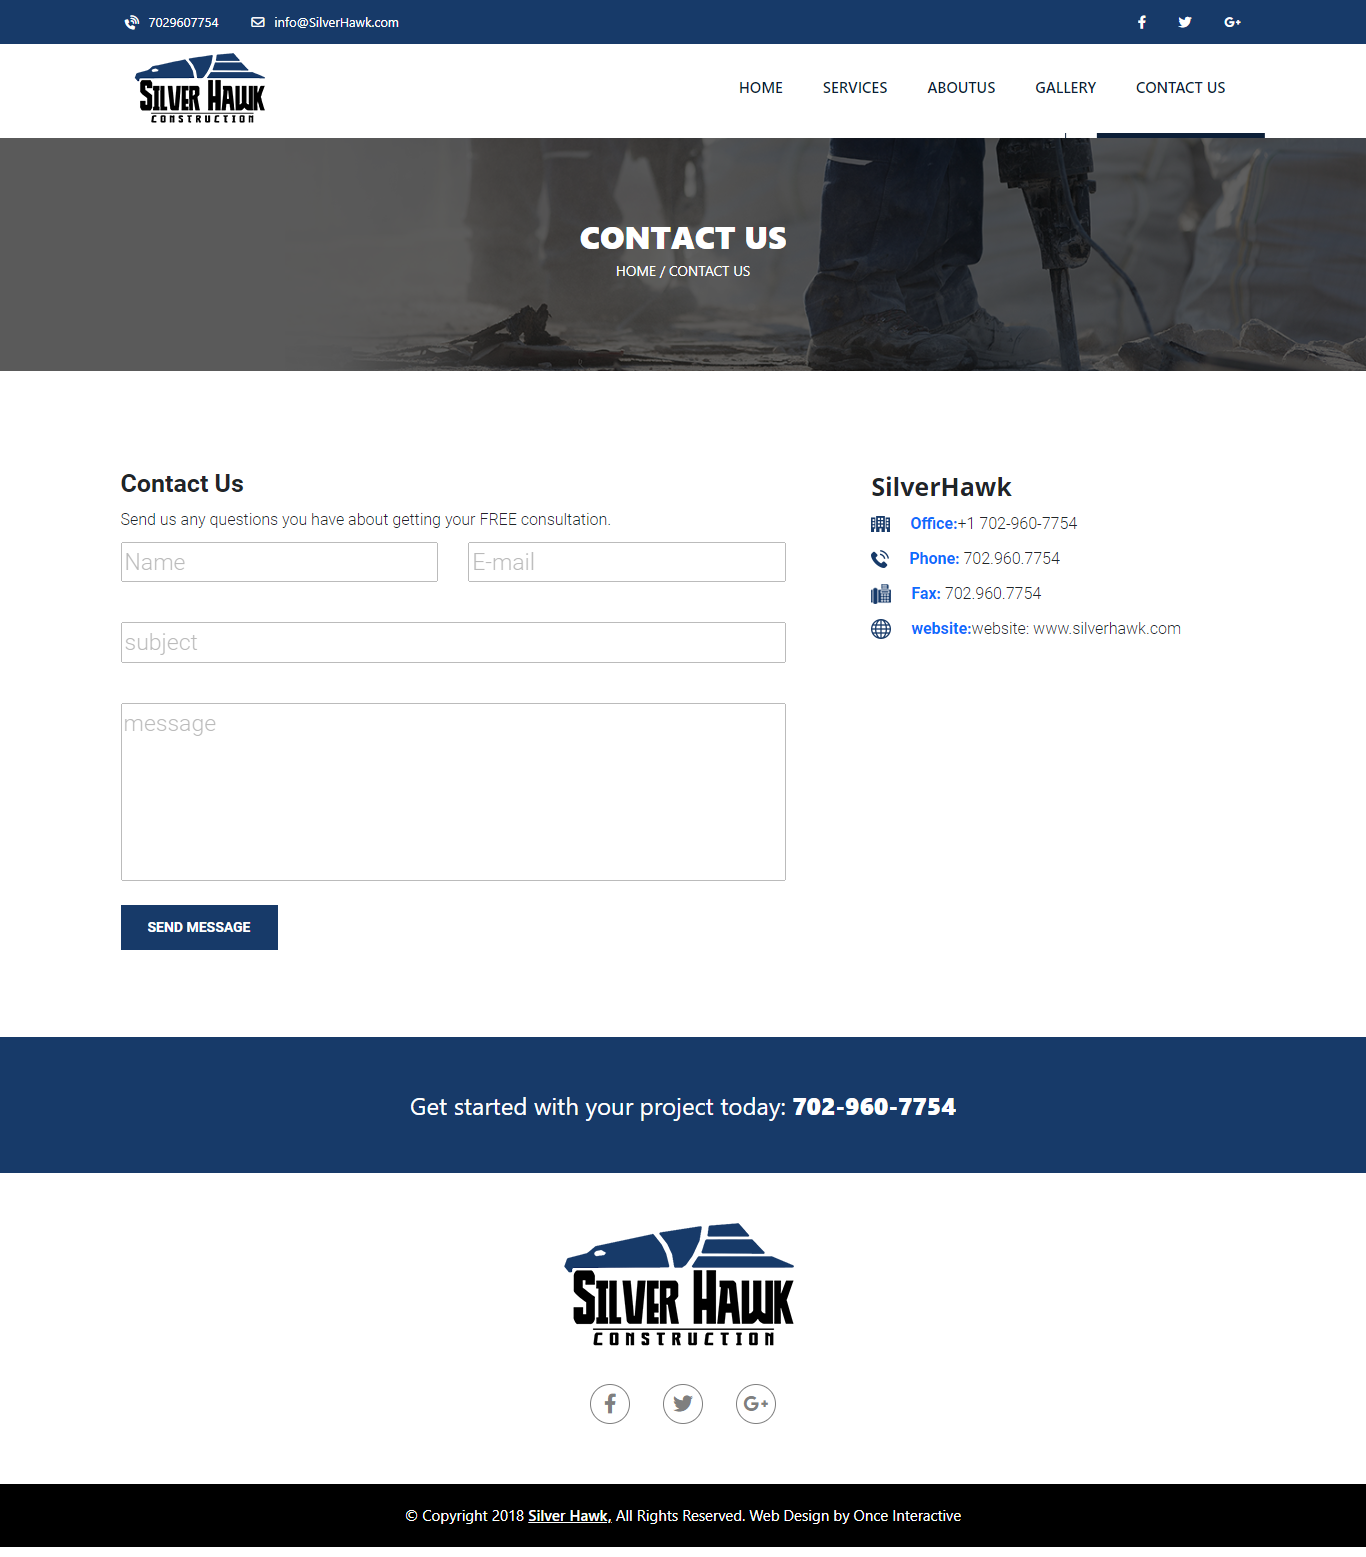 7029607754 info@SilverHawk.com
SILVER HAWK
CONSTRUCTION
HOME SERVICES ABOUTUS GALLERY CONTACT US
CONTACT US
HOME / CONTACT US
Contact Us
Send us any questions you have about getting your FREE consultation.
Name E-mail
subject
message
SEND MESSAGE
SilverHawk
Office:+1 702-960-7754
Phone: 702.960.7754
Fax: 702.960.7754
website:website: www.silverhawk.com
Get started with your project today: 702-960-7754
SILVER HAWK
CONSTRUCTION
© Copyright 2018 Silver Hawk, All Rights Reserved. Web Design by Once Interactive